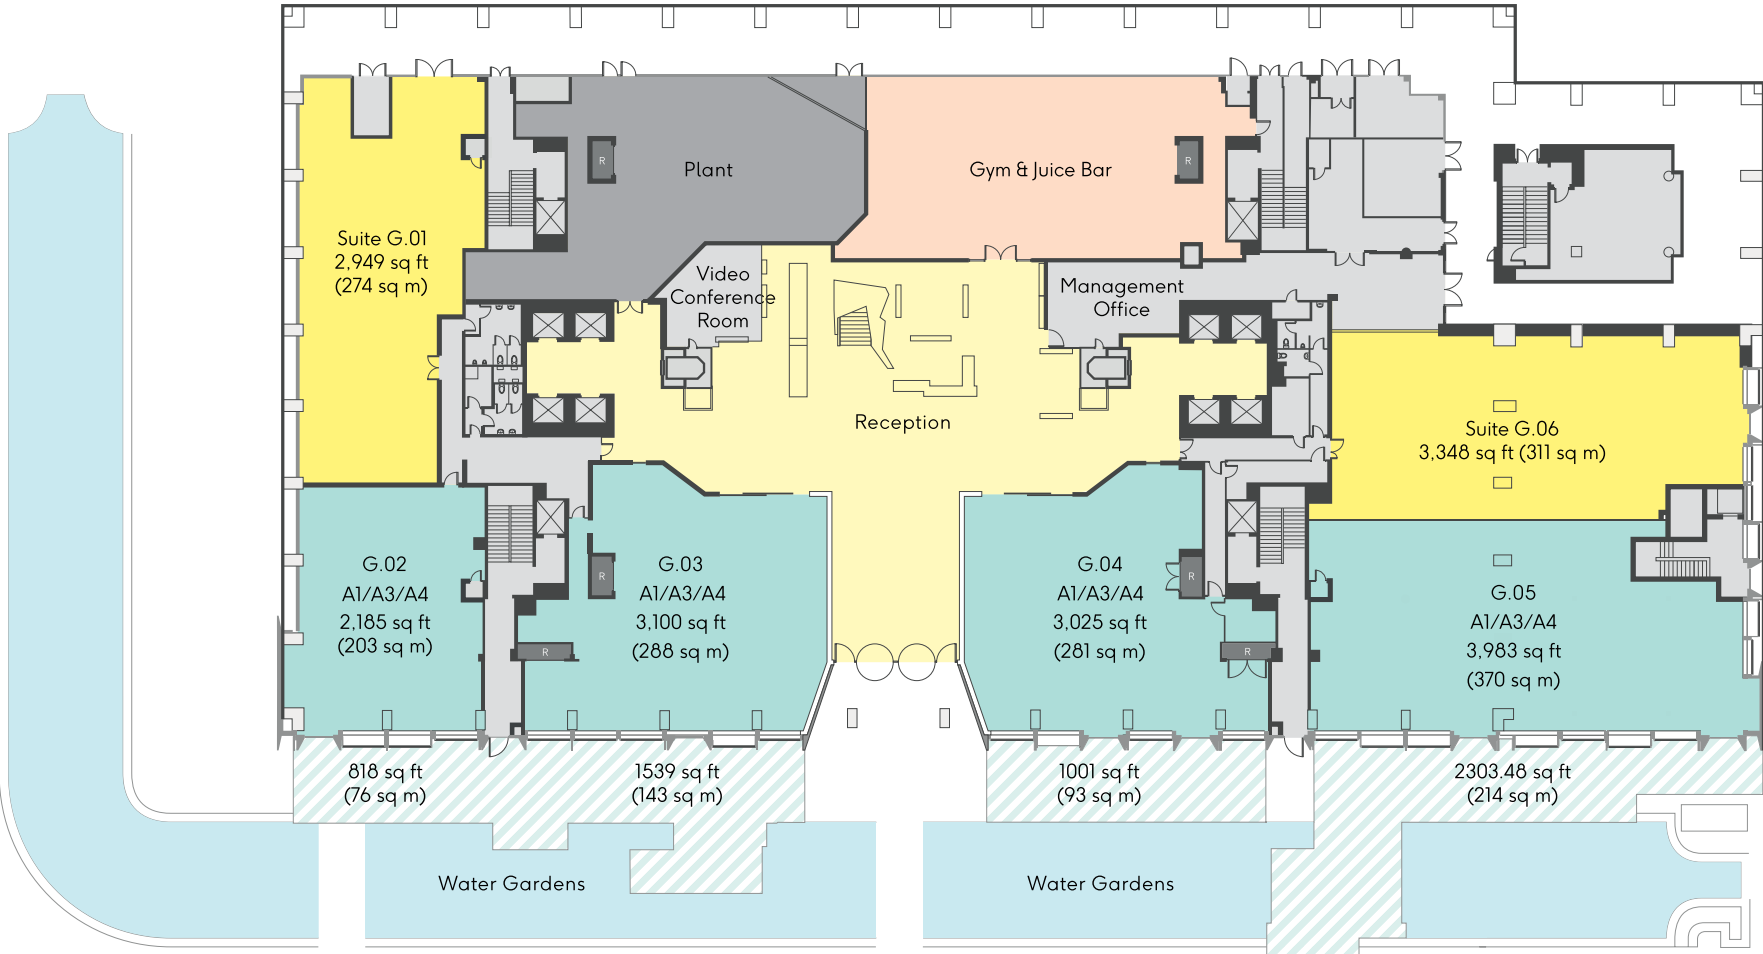 R
Plant
Gym & Juice Bar
R
Suite G.01
2,949 sq ft
(274 sq m)
Video
Conference
Room
Management
Office
Reception
Suite G.06
3,348 sq ft (311 sq m)
G.02
A1/A3/A4
2,185 sq ft
(203 sq m)
R
G.03
A1/A3/A4
3,100 sq ft
(288 sq m)
R
G.04
A1/A3/A4
3,025 sq ft
(281 sq m)
R
R
G.05
A1/A3/A4
3,983 sq ft
(370 sq m)
818 sq ft
(76 sq m)
1539 sq ft
(143 sq m)
1001 sq ft
(93 sq m)
2303.48 sq ft
(214 sq m)
Water Gardens
Water Gardens